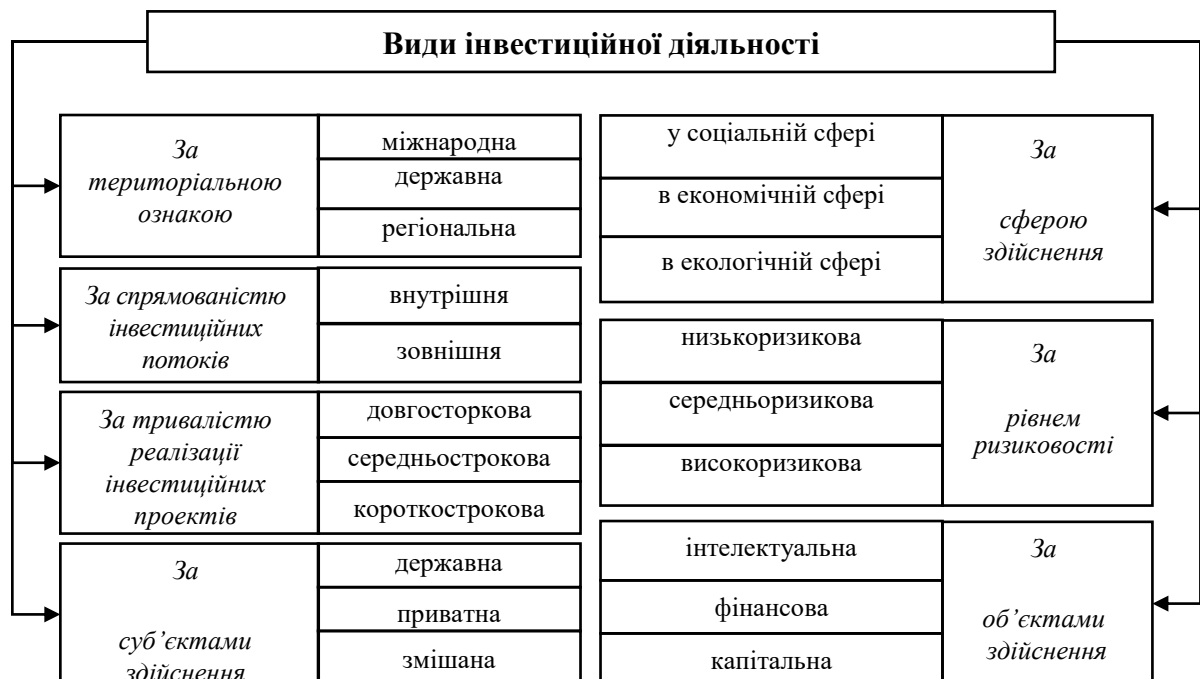 Види інвестиційної діяльності
За
територіальною
ознакою
міжнародна
державна
регіональна
За спрямованістю
інвестиційних
потоків
внутрішня
зовнішня
За тривалістю
реалізації
інвестиційних
проектів
довгосторкова
середньострокова
короткострокова
За
суб’єктами
здійснення
державна
приватна
змішана
у соціальній сфері
в економічній сфері
в екологічній сфері
За
сферою
здійснення
низькоризикова
середньоризикова
високоризикова
За
рівнем
ризиковості
інтелектуальна
фінансова
капітальна
За
об’єктами
здійснення